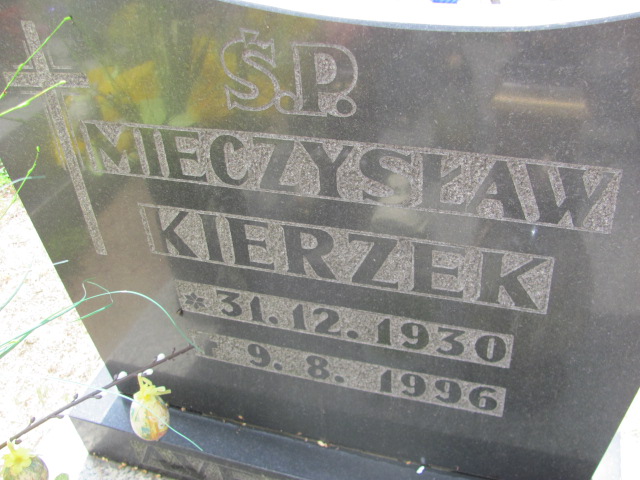 Ś.P.
MIECZYSŁAW
KIERZEK
* 31. 12. 1930
† 9. 8. 1996